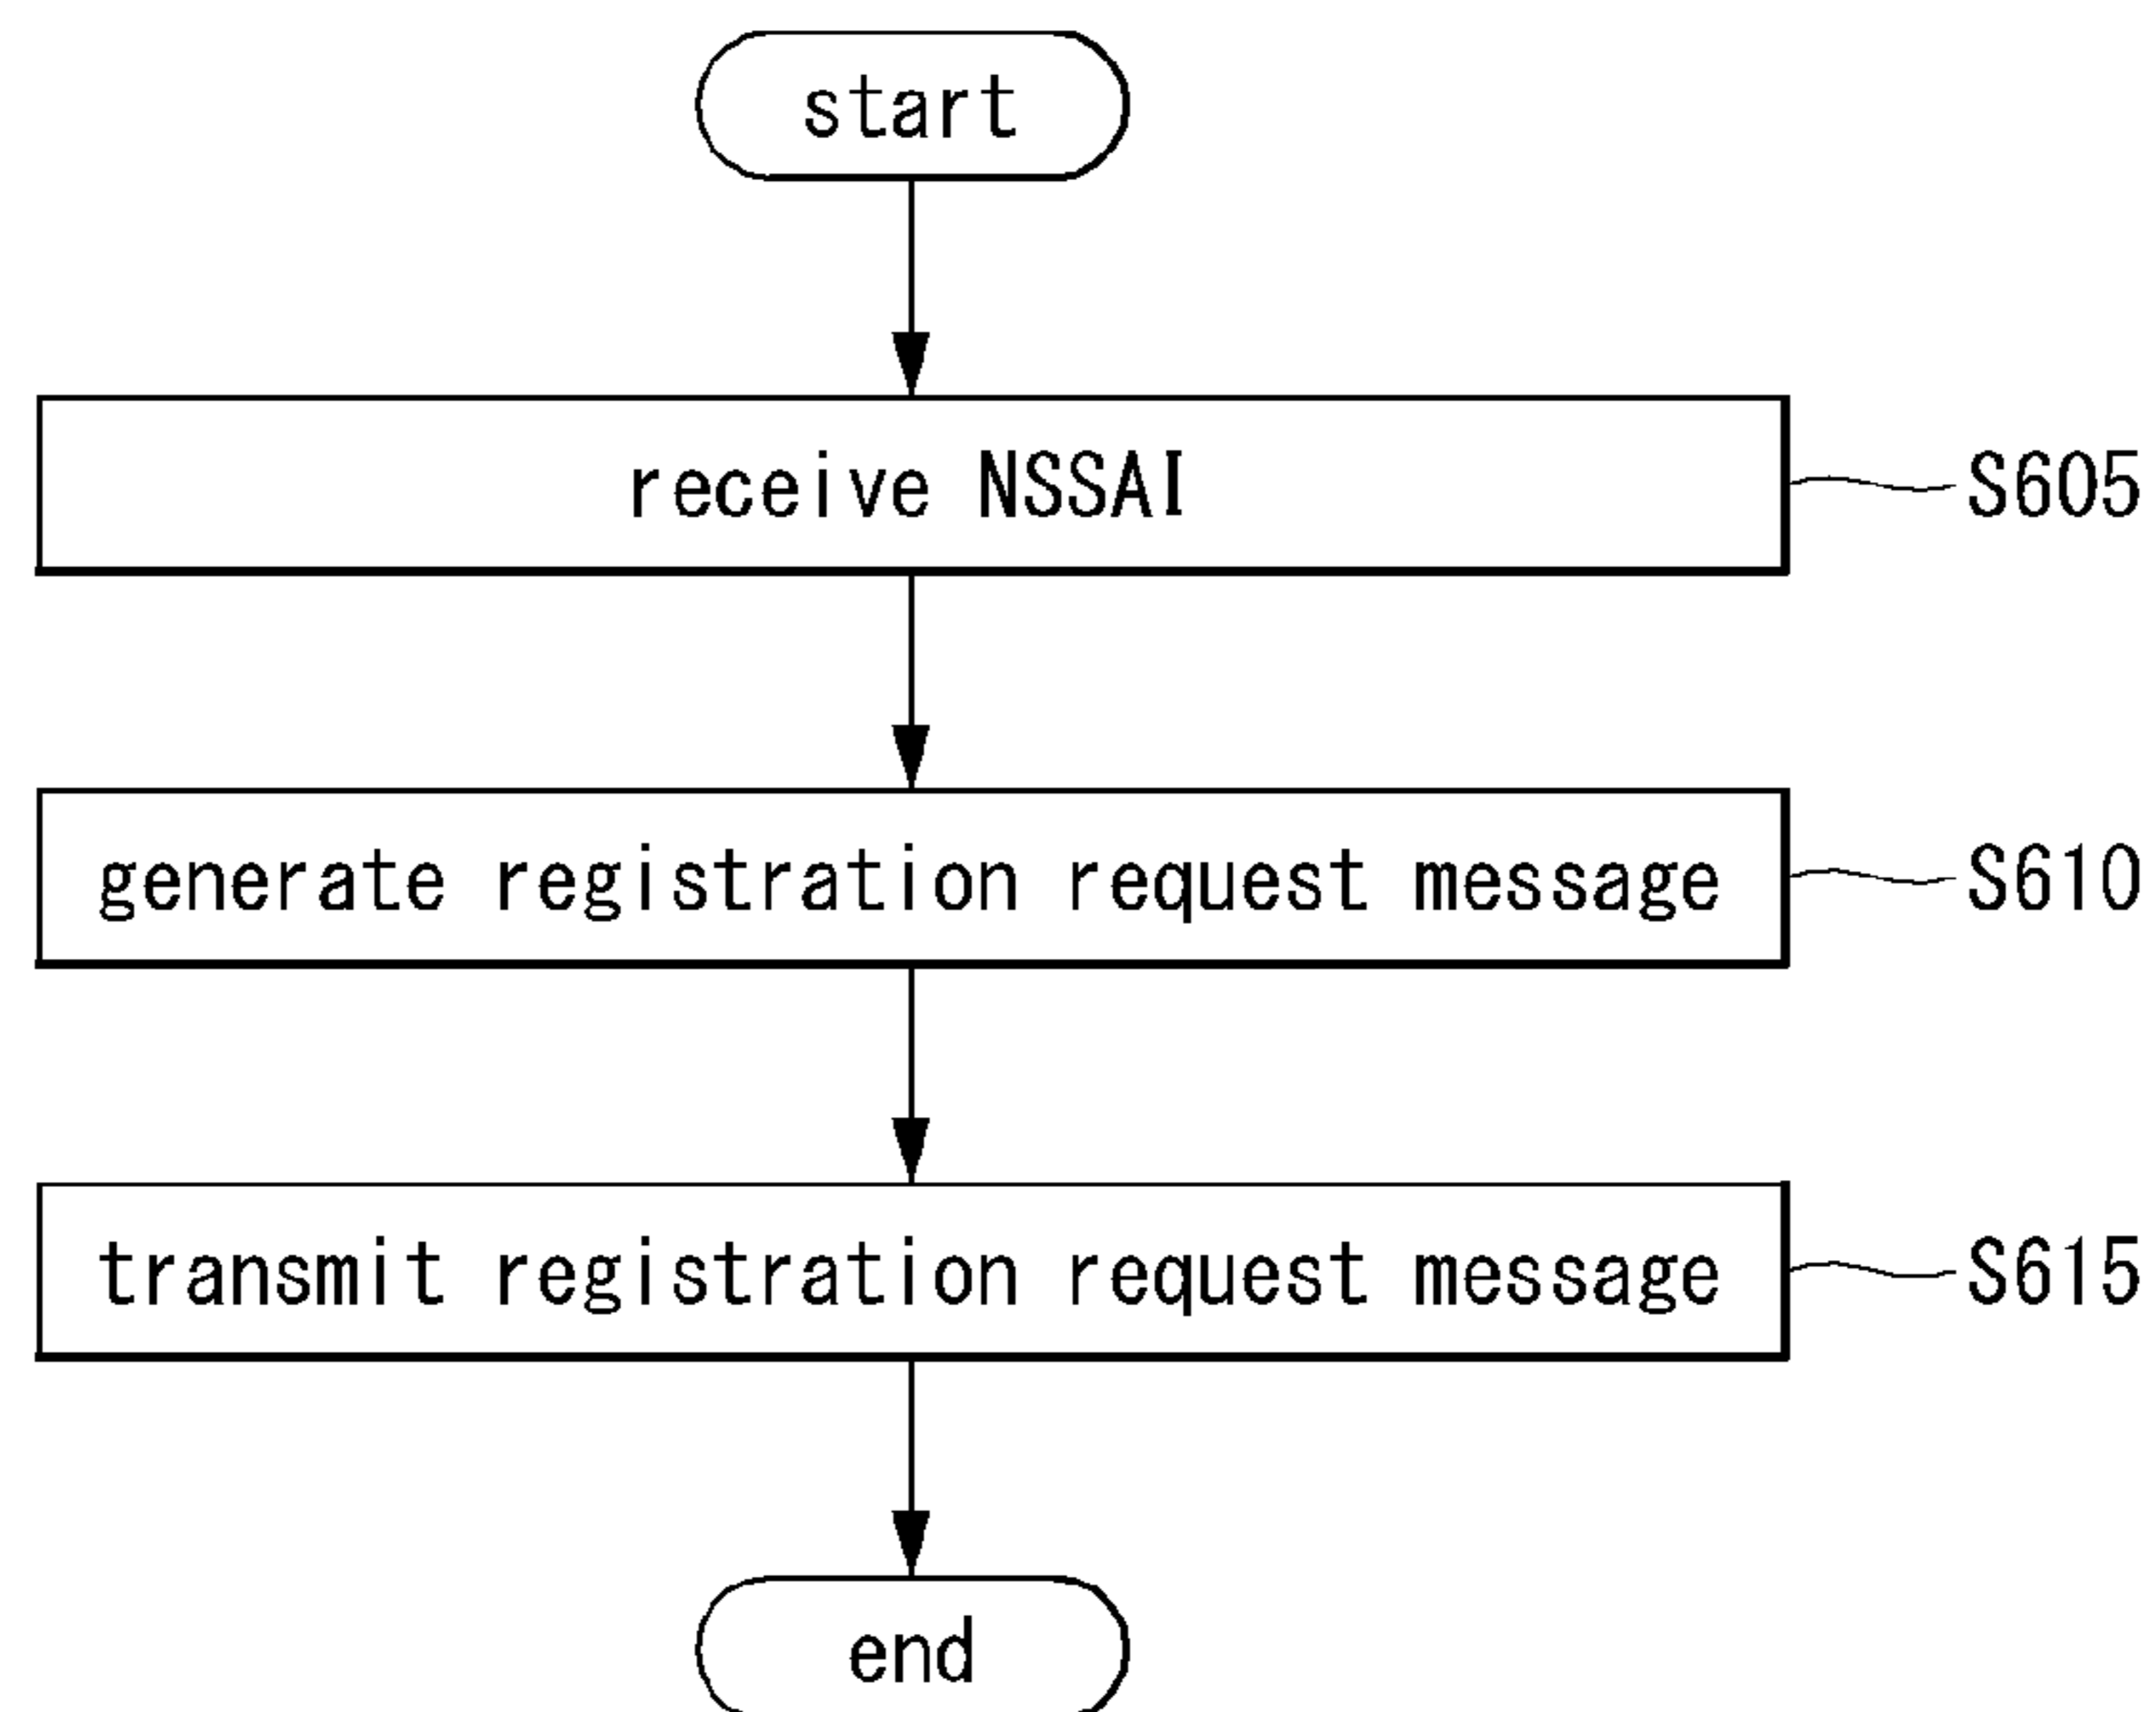 start
receive NSSAI
S605
generate registration request message
S610
transmit registration request message
S615
end